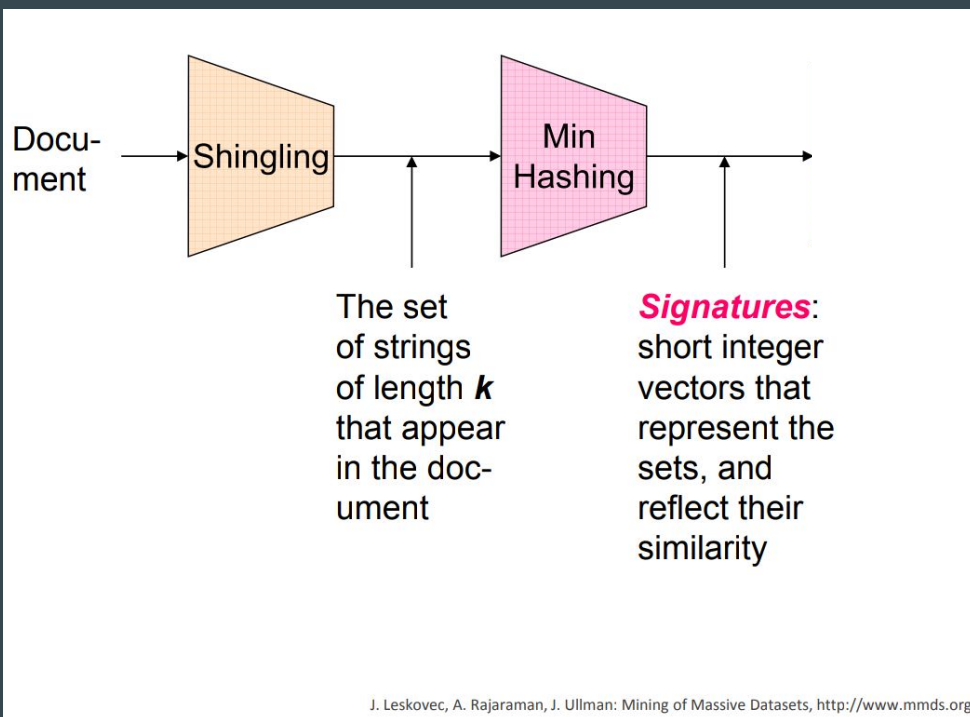 Docu-
ment
Shingling
Min
Hashing
The set
of strings
of length k
that appear
in the doc-
ument
Signatures:
short integer
vectors that
represent the
sets, and
reflect their
similarity
J. Leskovec, A. Rajaraman, J. Ullman: Mining of Massive Datasets, http://www.mmds.org